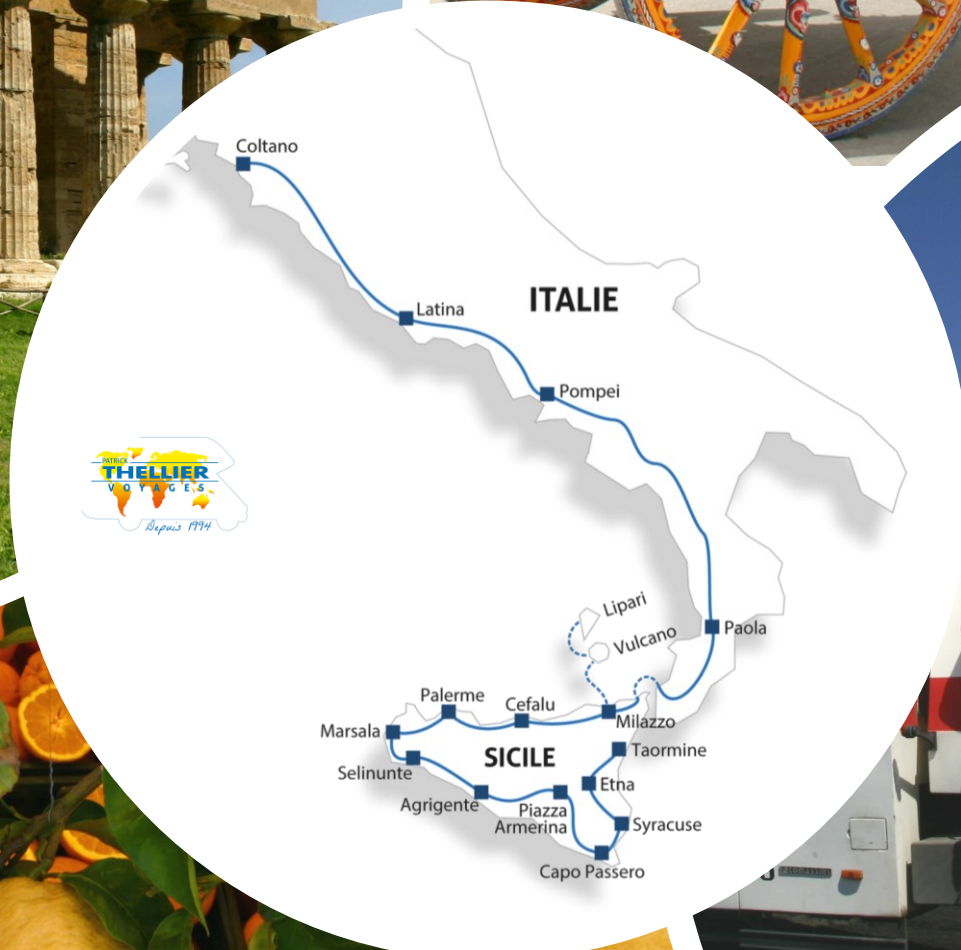 Coltano
Latina
ITALIE
Pompei
PATRICK
THELLIER
VOYAGES
Depuis 1994
Lipari
Vulcano
Paola
Palerme
Cefalu
Milazzo
Marsala
SICILE
Taormine
Selinunte
Etna
Agrigente
Piazza
Armerina
Syracuse
Capo Passero